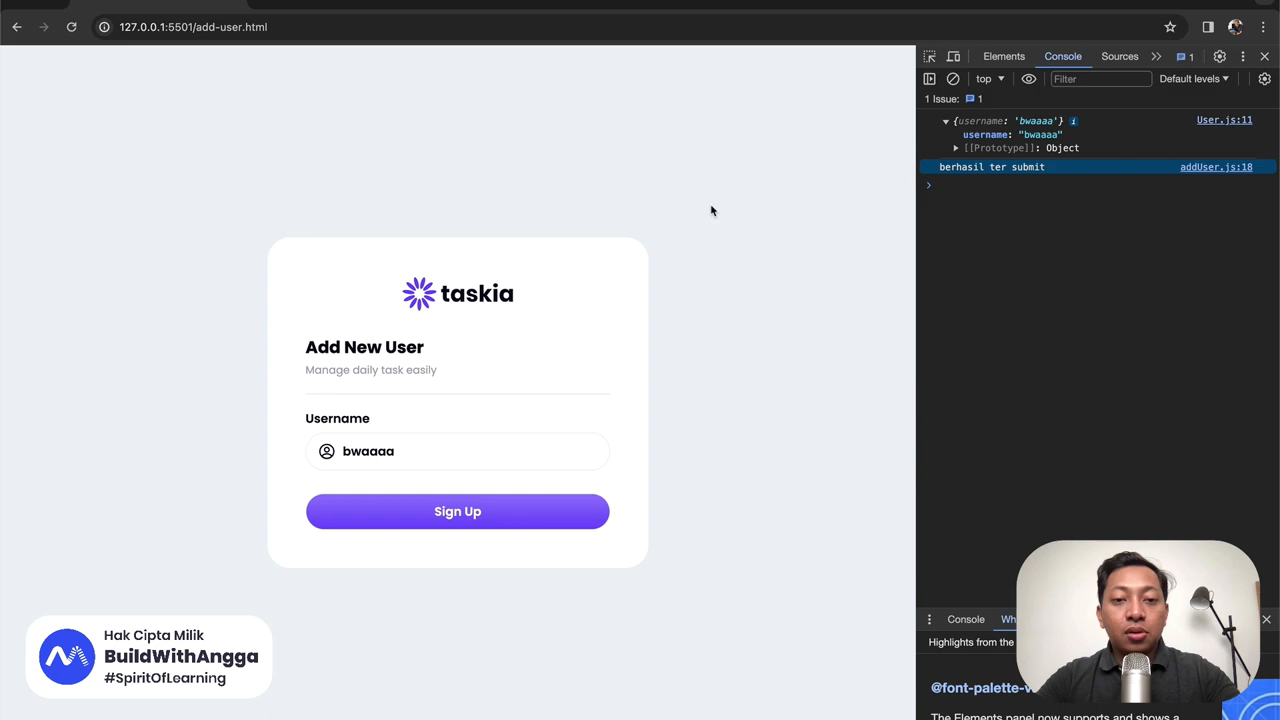 127.0.0.1:5501/add-user.html
Elements Console Sources 1
top Filter Default levels
1 Issue: 1
{username: 'bwaaaa'} i User.js:11
username: "bwaaaa"
[[Prototype]]: Object
berhasil ter submit addUser.js:18
taskia
Add New User
Manage daily task easily
Username
bwaaaa
Sign Up
Hak Cipta Milik
BuildWithAngga
#SpiritOfLearning
Console
Highlights from the
The Elements panel now supports and shows a